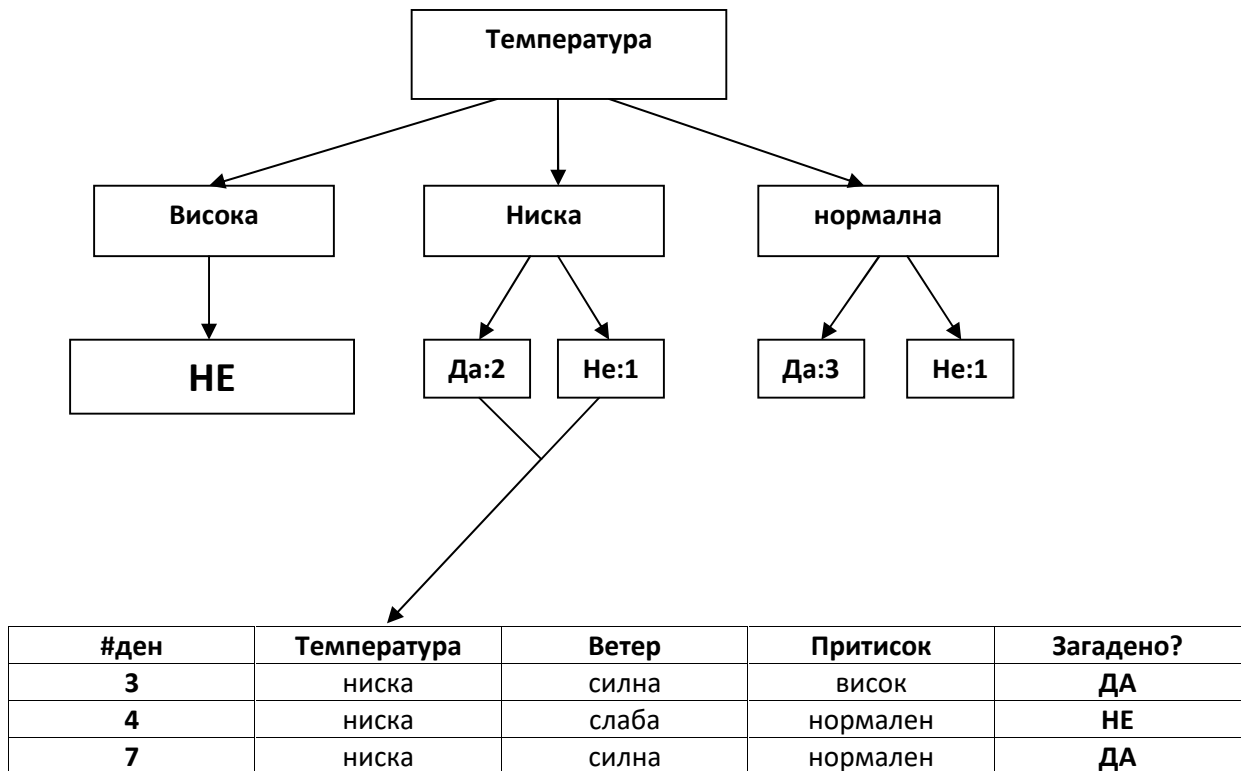 Температура
Висока Ниска нормална
НЕ Да:2 Не:1 Да:3 Не:1
#ден Температура Ветер Притисок Загадено?
3 ниска силна висок ДА
4 ниска слаба нормален НЕ
7 ниска силна нормален ДА